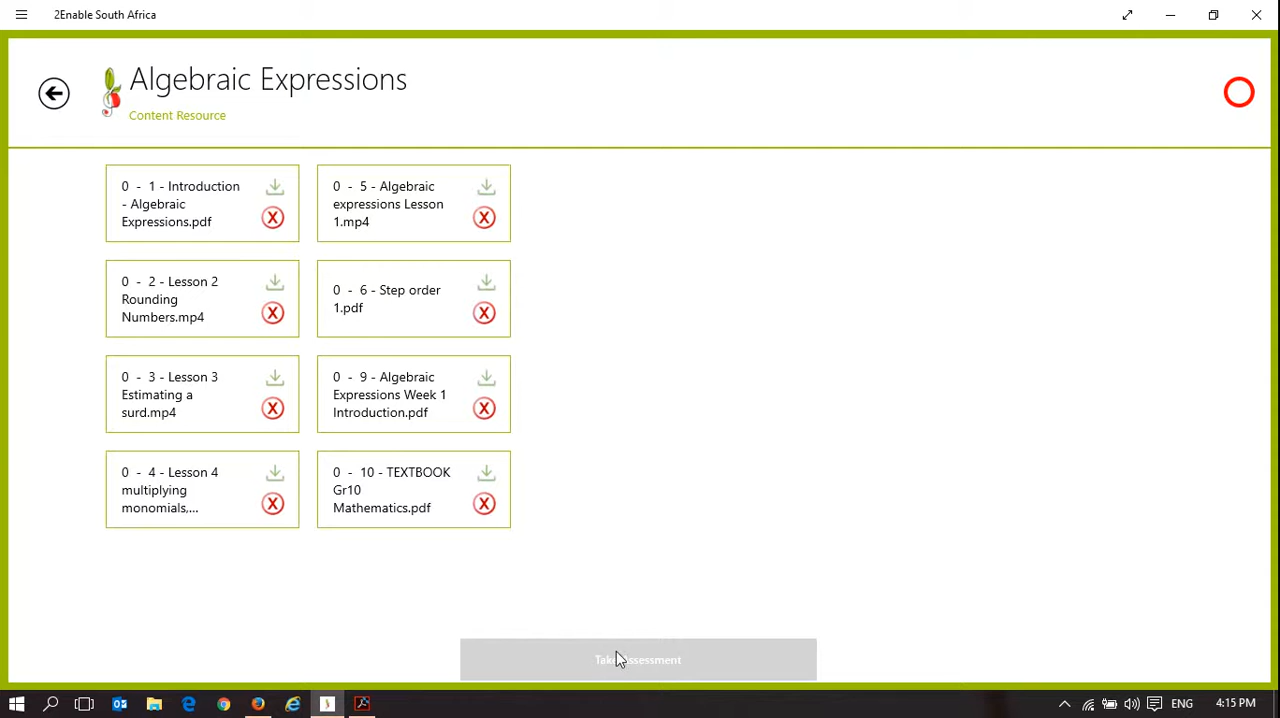 2Enable South Africa
Algebraic Expressions
Content Resource
0 - 1 - Introduction
- Algebraic
Expressions.pdf
0 - 5 - Algebraic
expressions Lesson
1.mp4
0 - 2 - Lesson 2
Rounding
Numbers.mp4
0 - 6 - Step order
1.pdf
0 - 3 - Lesson 3
Estimating a
surd.mp4
0 - 9 - Algebraic
Expressions Week 1
Introduction.pdf
0 - 4 - Lesson 4
multiplying
monomials,...
0 - 10 - TEXTBOOK
Gr10
Mathematics.pdf
Take Assessment
ENG
4:15 PM